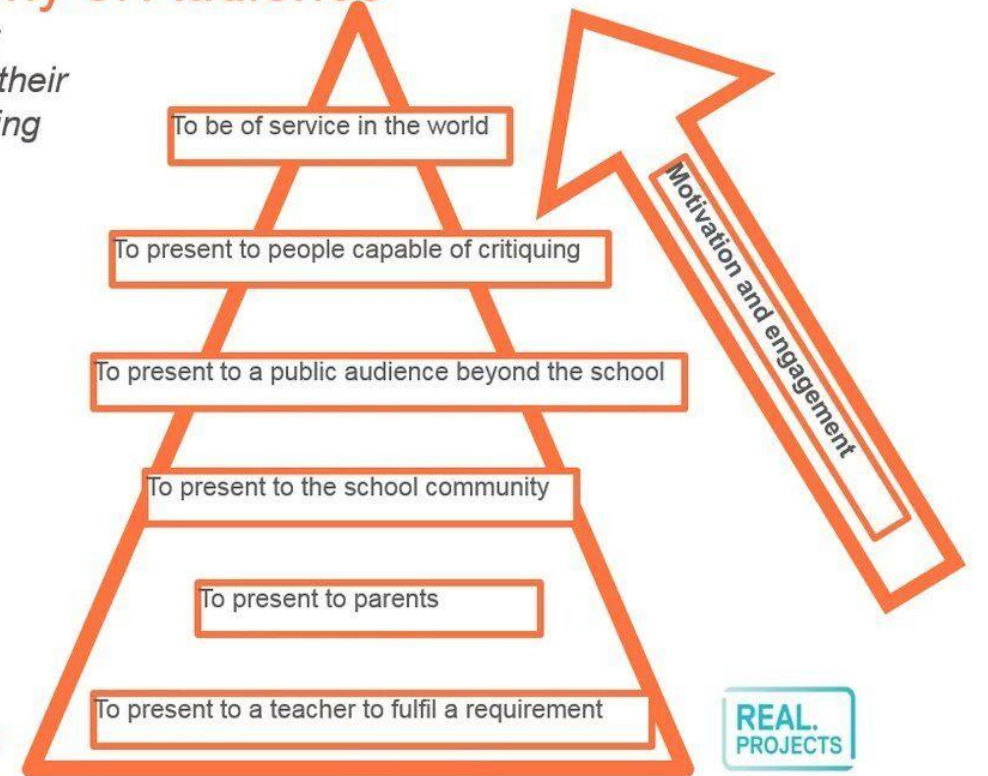 their
To be of service in the world
To present to people capable of critiquing
To present to a public audience beyond the school
To present to the school community
To present to parents
To present to a teacher to fulfil a requirement
Motivation and engagement
REAL.
PROJECTS